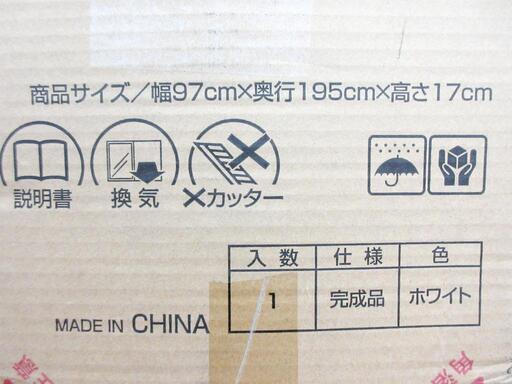 商品サイズ／幅97cm×奥行195cm×高さ17cm
説明書 換気 ×カッター
入数 仕様 色
1 完成品 ホワイト
MADE IN CHINA
注意